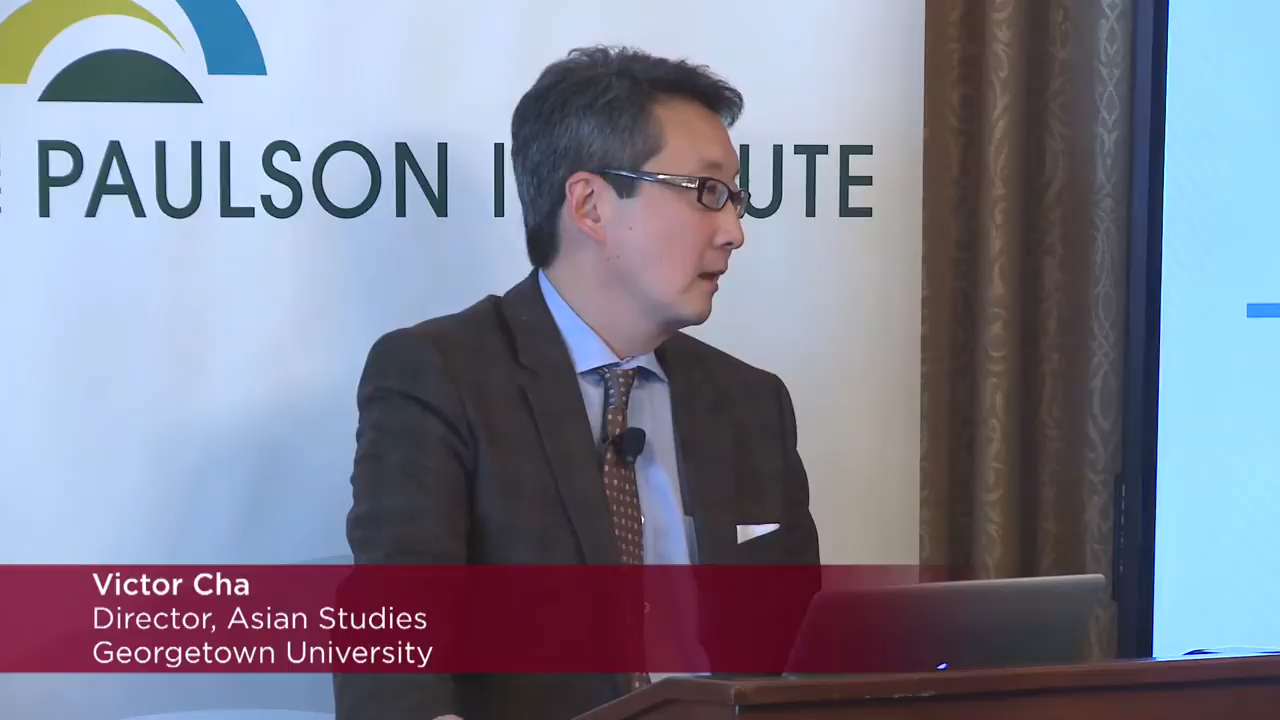 PAULSON I UTE
Victor Cha
Director, Asian Studies
Georgetown University